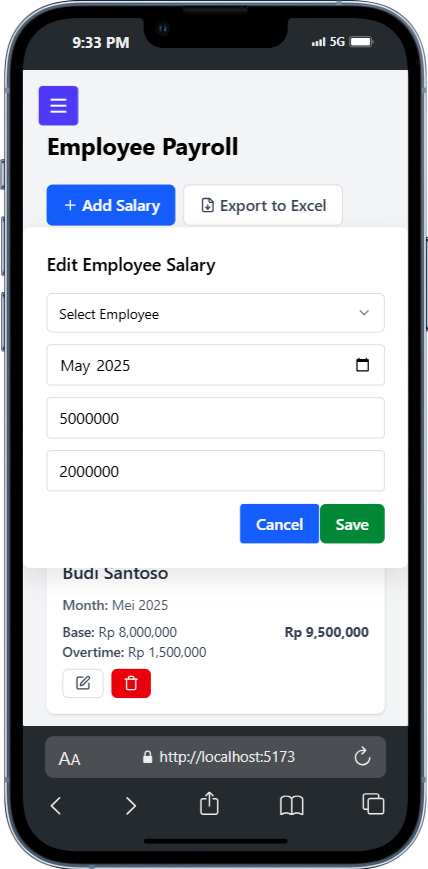 9:33 PM 5G
Employee Payroll
+ Add Salary Export to Excel
Edit Employee Salary
Select Employee
May 2025
5000000
2000000
Cancel Save
Budi Santoso
Month: Mei 2025
Base: Rp 8,000,000 Rp 9,500,000
Overtime: Rp 1,500,000
AA http://localhost:5173